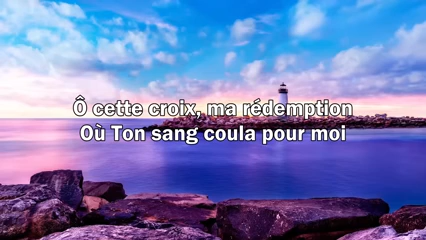 Ô cette croix, ma rédemption
Où Ton sang coula pour moi